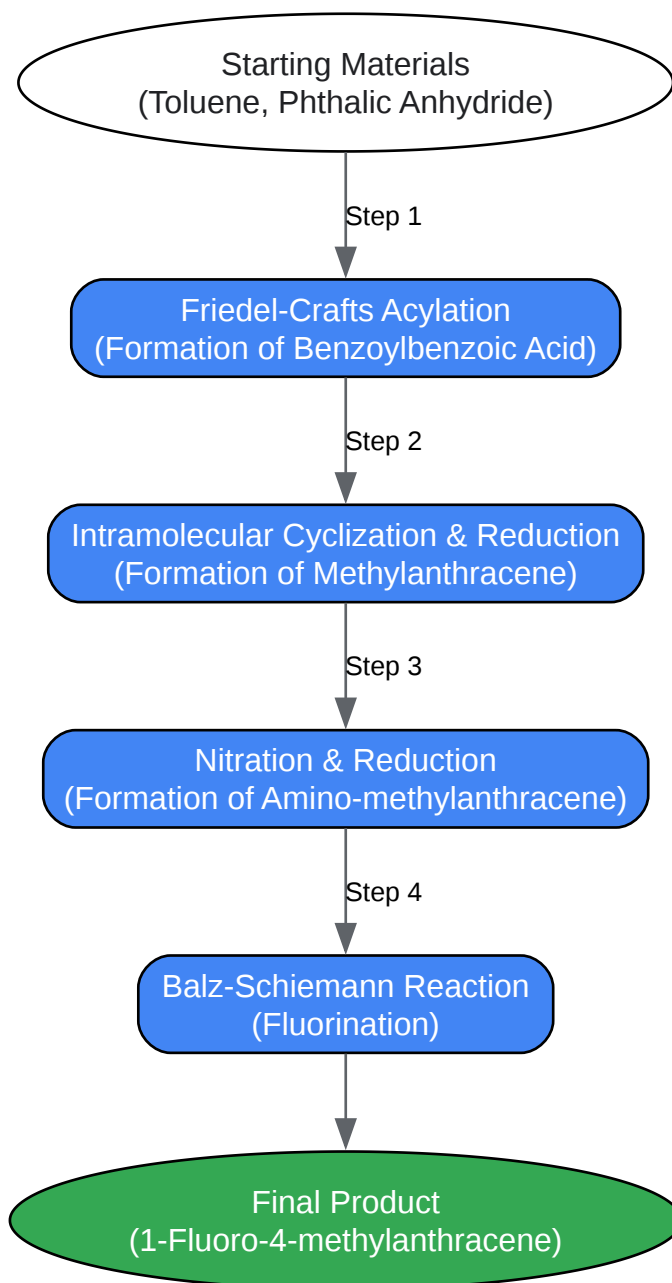 Starting Materials
(Toluene, Phthalic Anhydride)
Step 1
Friedel-Crafts Acylation
(Formation of Benzoylbenzoic Acid)
Step 2
Intramolecular Cyclization & Reduction
(Formation of Methylanthracene)
Step 3
Nitration & Reduction
(Formation of Amino-methylanthracene)
Step 4
Balz-Schiemann Reaction
(Fluorination)
Final Product
(1-Fluoro-4-methylanthracene)